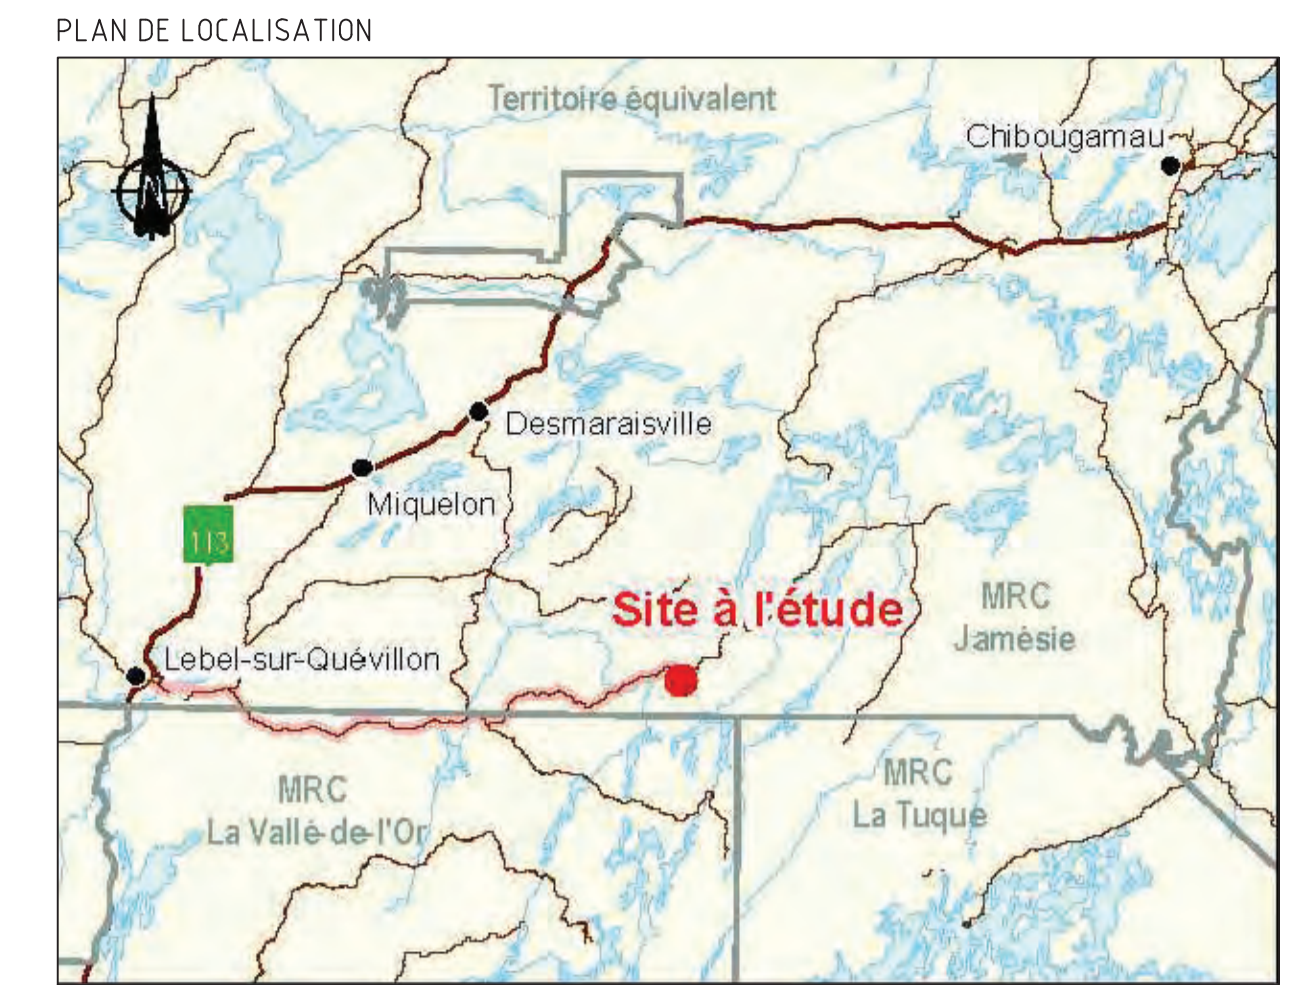 PLAN DE LOCALISATION
Territoire équivalent
Chibougamau
N
Desmaraisville
Miquelon
113
Site à l'étude
MRC
Jamésie
Lebel-sur-Quévillon
MRC
La Vallé-de-l'Or
MRC
La Tuque